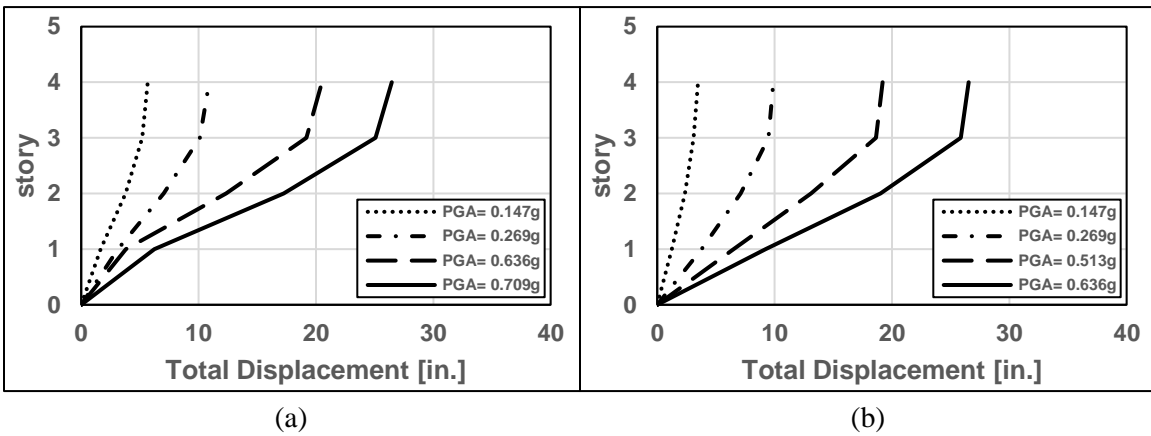 5
4
3
2
1
0
story
0 10 20 30 40
Total Displacement [in.]
PGA= 0.147g
PGA= 0.269g
PGA= 0.636g
PGA= 0.709g
(a)
5
4
3
2
1
0
story
0 10 20 30 40
Total Displacement [in.]
PGA= 0.147g
PGA= 0.269g
PGA= 0.513g
PGA= 0.636g
(b)